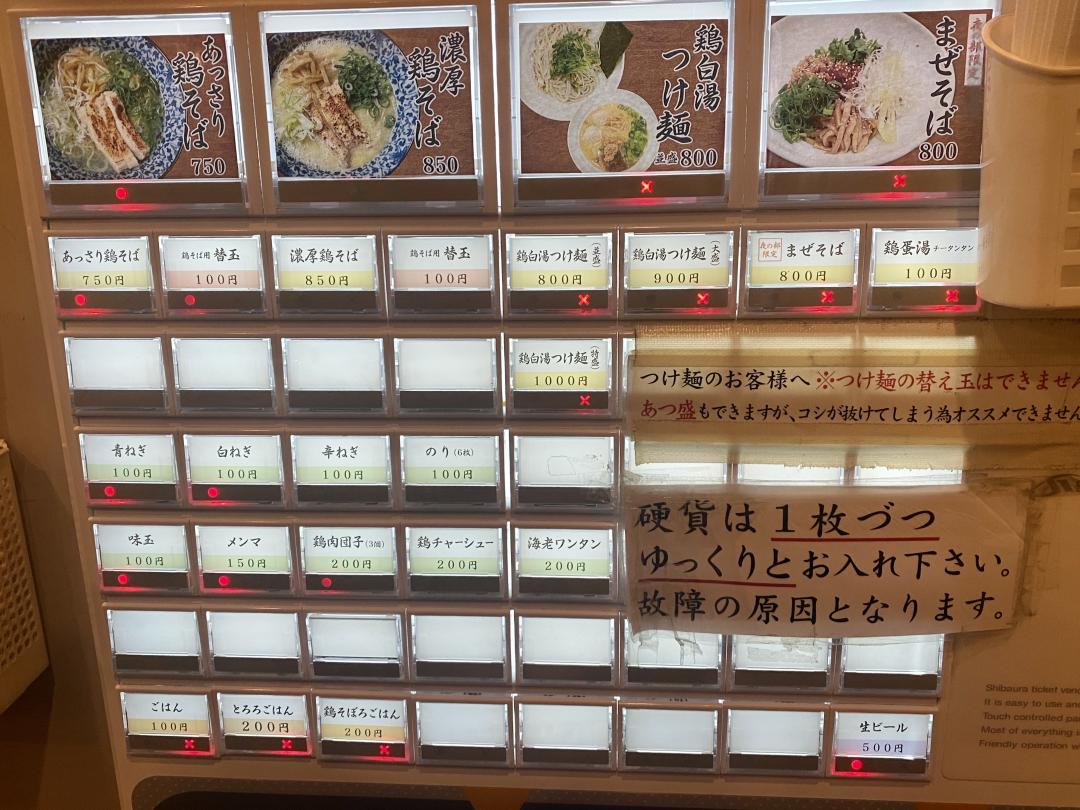 あっさり
鶏そば
750
濃厚
鶏そば
850
鶏白湯
つけ麺
並盛800
夜の部限定
まぜそば
800
あっさり鶏そば
750円
鶏そば用 替玉
100円
濃厚鶏そば
850円
鶏そば用 替玉
100円
鶏白湯つけ麺(並盛)
800円
鶏白湯つけ麺(大盛)
900円
夜の部
限定
まぜそば
800円
鶏蛋湯 チータンタン
100円
鶏白湯つけ麺(特盛)
1000円
つけ麺のお客様へ ※つけ麺の替え玉はできません
あつ盛もできますが、コシが抜けてしまう為オススメできません
青ねぎ
100円
白ねぎ
100円
辛ねぎ
100円
のり(6枚)
100円
硬貨は1枚づつ
ゆっくりとお入れ下さい。
故障の原因となります。
味玉
100円
メンマ
150円
鶏肉団子(3個)
200円
鶏チャーシュー
200円
海老ワンタン
200円
ごはん
100円
とろろごはん
200円
鶏そぼろごはん
200円
生ビール
500円
Shibaura ticket
It is easy to use
Touch controlled
Most of everything
Friendly operation